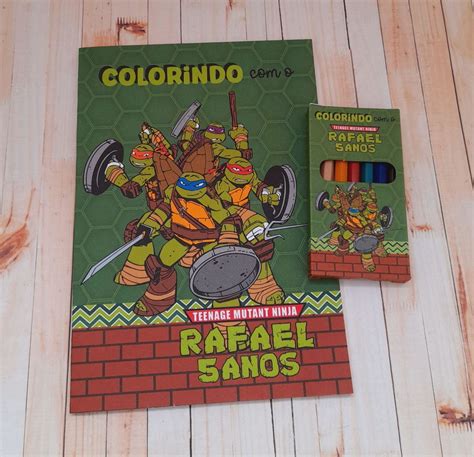 COLORINDO com o
TEENAGE MUTANT NINJA
RAFAEL
5ANOS
COLORINDO com o
TEENAGE MUTANT NINJA
RAFAEL
5ANOS